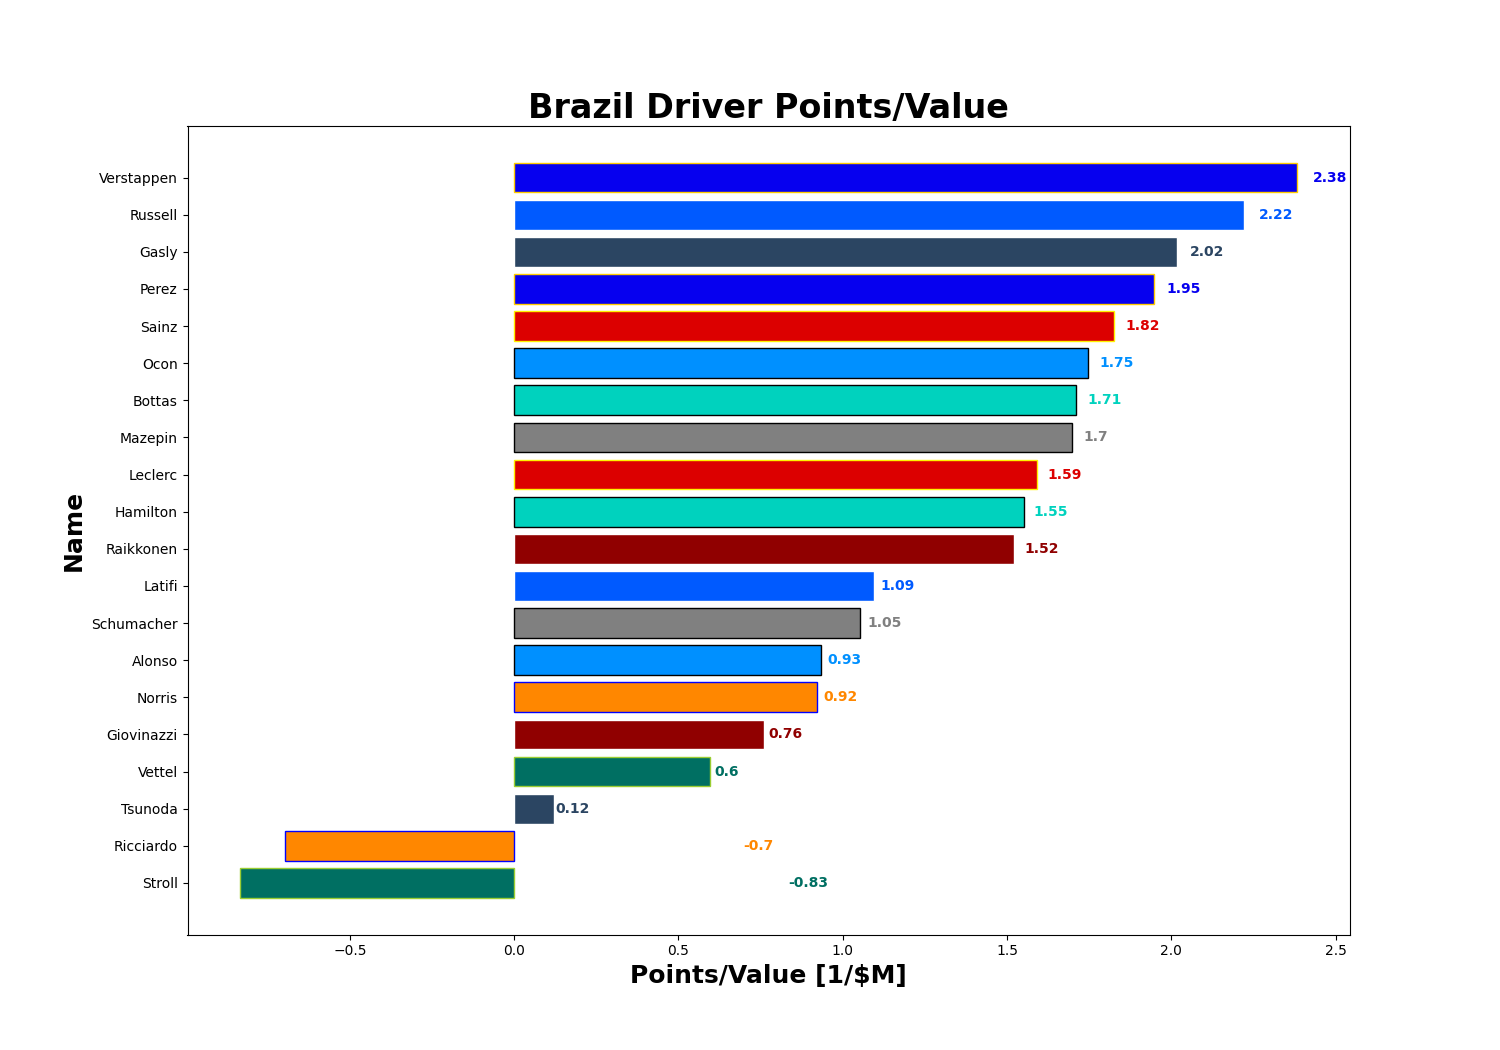 Brazil Driver Points/Value
Verstappen 2.38
Russell 2.22
Gasly 2.02
Perez 1.95
Sainz 1.82
Ocon 1.75
Bottas 1.71
Mazepin 1.7
Leclerc 1.59
Hamilton 1.55
Raikkonen 1.52
Latifi 1.09
Schumacher 1.05
Alonso 0.93
Norris 0.92
Giovinazzi 0.76
Vettel 0.6
Tsunoda 0.12
Ricciardo -0.7
Stroll -0.83
Name
−0.5 0.0 0.5 1.0 1.5 2.0 2.5
Points/Value [1/$M]